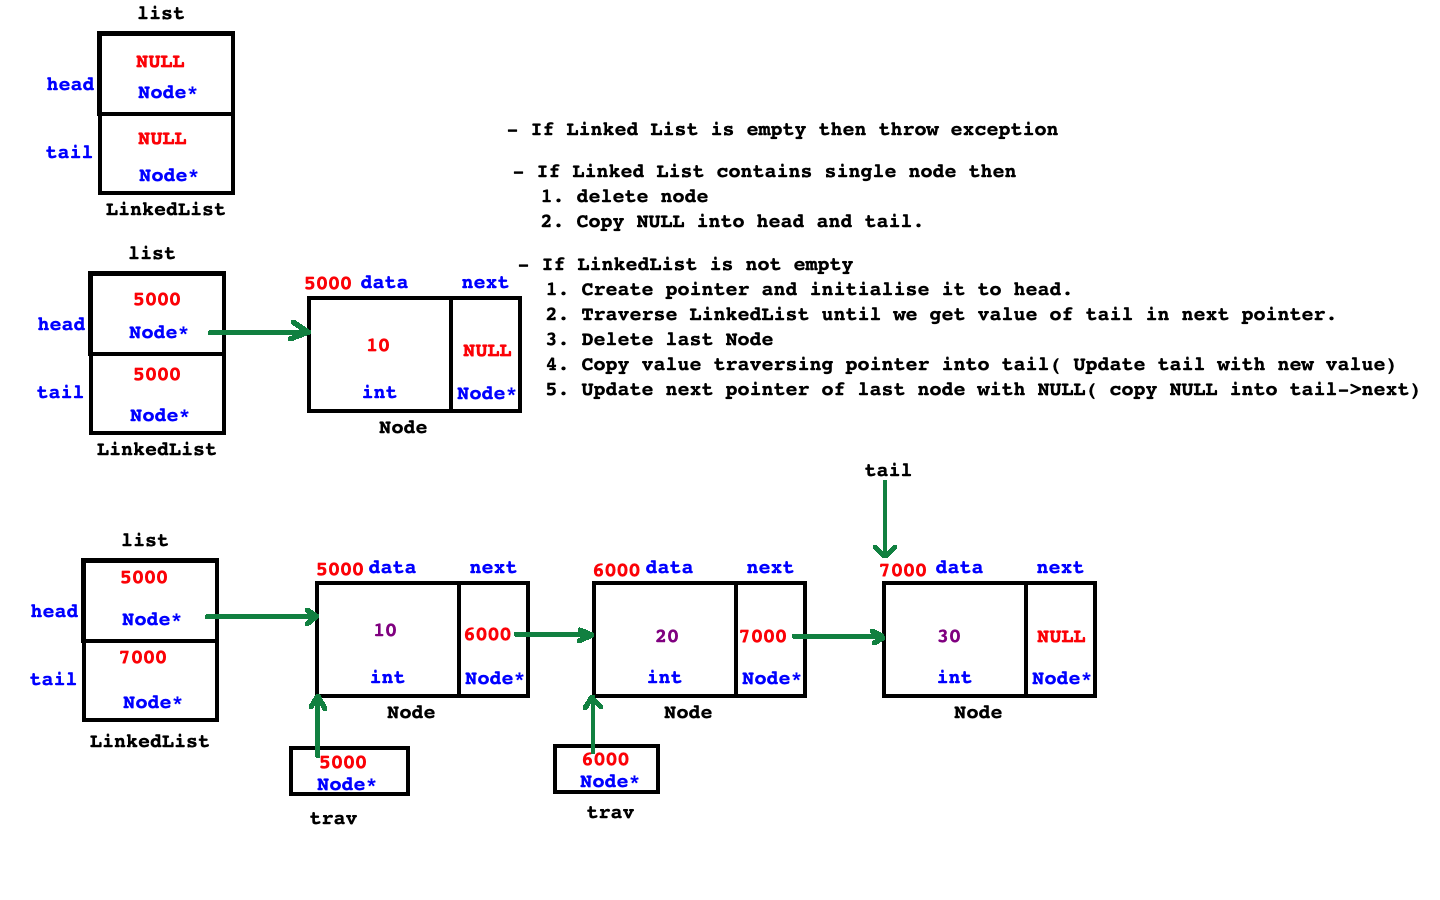 list
NULL
head
Node*
NULL
tail
Node*
LinkedList
- If Linked List is empty then throw exception
- If Linked List contains single node then
1. delete node
2. Copy NULL into head and tail.
- If LinkedList is not empty
1. Create pointer and initialise it to head.
2. Traverse LinkedList until we get value of tail in next pointer.
3. Delete last Node
4. Copy value traversing pointer into tail( Update tail with new value)
5. Update next pointer of last node with NULL( copy NULL into tail->next)
list
5000
head
Node*
5000
tail
Node*
LinkedList
5000 data next
10
NULL
int Node*
Node
tail
list
5000
head
Node*
7000
tail
Node*
LinkedList
5000 data next
10
6000
int Node*
Node
6000 data next
20
7000
int Node*
Node
7000 data next
30
NULL
int Node*
Node
5000
Node*
trav
6000
Node*
trav